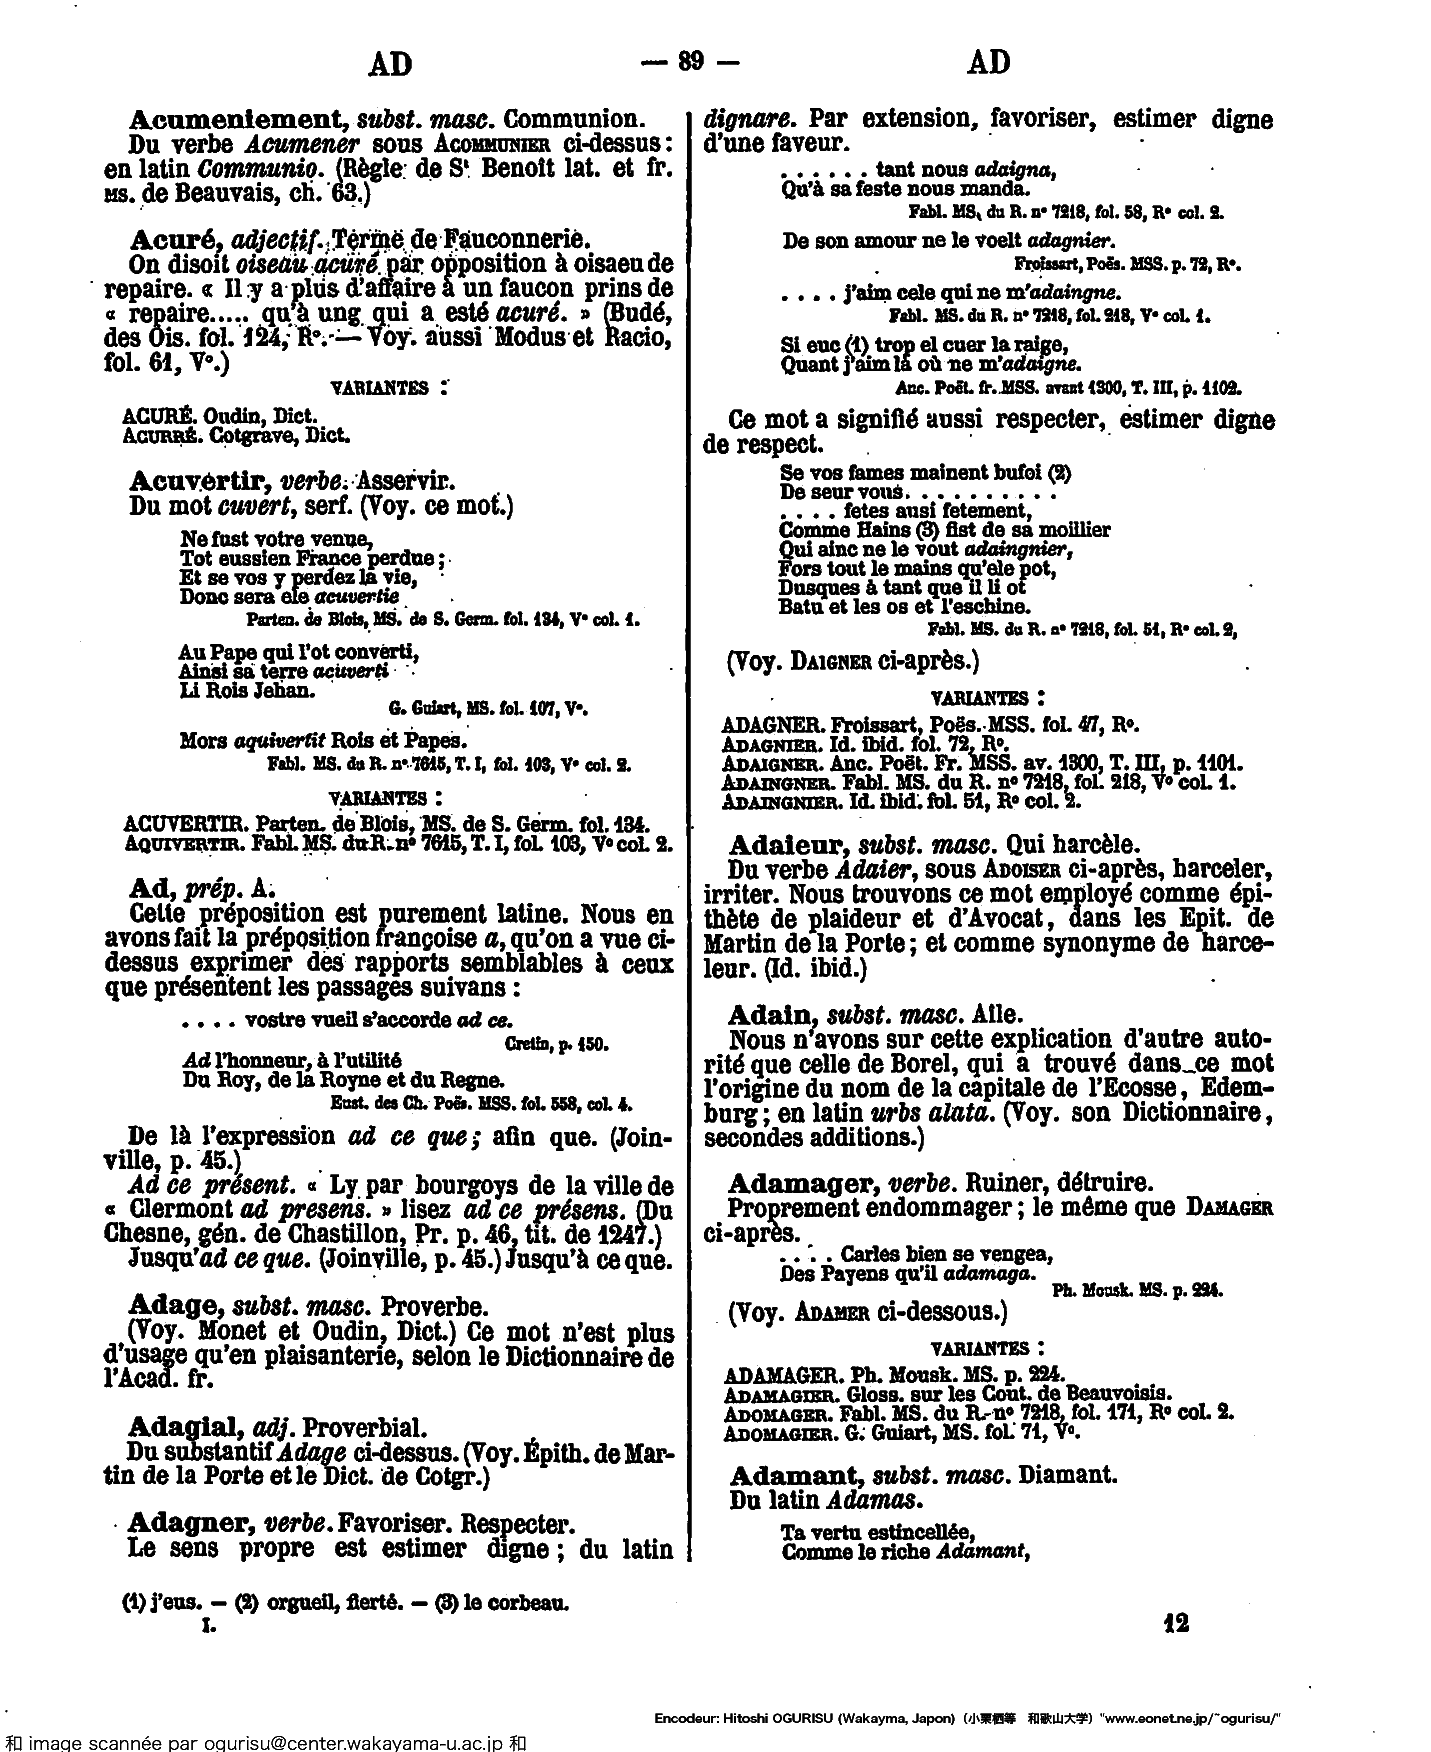 AD — 89 — AD
Acumeniement, subst. masc. Communion.
Du verbe Acumener sous ACOMMUNIER ci-dessus :
en latin Communio. (Règle de St Benoît lat. et fr.
MS. de Beauvais, ch. 63.)
Acuré, adjectif. Terme de Fauconnerie.
On disoit oiseau acuré par opposition à oisaeu de
repaire. « Il y a plus d'affaire à un faucon prins de
« repaire..... qu'à ung qui a esté acuré. » (Budé,
des Ois. fol. 124, R°. — Voy. aussi Modus et Racio,
fol. 61, V°.)
VARIANTES :
ACURÉ. Oudin, Dict.
ACURRÉ. Cotgrave, Dict.
Acuvertir, verbe. Asservir.
Du mot cuvert, serf. (Voy. ce mot.)
Ne fust votre venue,
Tot eussien France perdue ;
Et se vos y perdez la vie,
Donc sera ele acuvertie
Parten. de Blois, MS. de S. Germ. fol. 134, V° col. 1.
Au Pape qui l'ot converti,
Ainsi sa terre acuverti
Li Rois Jehan.
G. Guiart, MS. fol. 107, V°.
Mors aquivertit Rois et Papes.
Fabl. MS. du R. n° 7615, T. I, fol. 103, V° col. 2.
VARIANTES :
ACUVERTIR. Parten. de Blois, MS. de S. Germ. fol. 134.
AQUIVERTIR. Fabl. MS. du R. n° 7615, T. I, fol. 103, V° col. 2.
Ad, prép. A.
Cette préposition est purement latine. Nous en
avons fait la préposition françoise a, qu'on a vue ci-
dessus exprimer des rapports semblables à ceux
que présentent les passages suivans :
. . . . vostre vueil s'accorde ad ce.
Cretin, p. 150.
Ad l'honneur, à l'utilité
Du Roy, de la Royne et du Regne.
Eust. des Ch. Poës. MSS. fol. 558, col. 4.
De là l'expression ad ce que ; afin que. (Join-
ville, p. 45.)
Ad ce présent. « Ly par bourgoys de la ville de
« Clermont ad presens. » lisez ad ce présens. (Du
Chesne, gén. de Chastillon, Pr. p. 46, tit. de 1247.)
Jusqu'ad ce que. (Joinville, p. 45.) Jusqu'à ce que.
Adage, subst. masc. Proverbe.
(Voy. Monet et Oudin, Dict.) Ce mot n'est plus
d'usage qu'en plaisanterie, selon le Dictionnaire de
l'Acad. fr.
Adagial, adj. Proverbial.
Du substantif Adage ci-dessus. (Voy. Épith. de Mar-
tin de la Porte et le Dict. de Cotgr.)
Adagner, verbe. Favoriser. Respecter.
Le sens propre est estimer digne ; du latin
dignare. Par extension, favoriser, estimer digne
d'une faveur.
. . . . . . tant nous adaigna,
Qu'à sa feste nous manda.
Fabl. MS. du R. n° 7218, fol. 58, R° col. 2.
De son amour ne le voelt adagnier.
Froissart, Poës. MSS. p. 72, R°.
. . . . j'aim cele qui ne m'adaingne.
Fabl. MS. du R. n° 7218, fol. 218, V° col. 1.
Si euc (1) trop el cuer la raige,
Quant j'aim là où ne m'adaigne.
Anc. Poët. fr. MSS. avant 1300, T. III, p. 1102.
Ce mot a signifié aussi respecter, estimer digne
de respect.
Se vos fames mainent bufoi (2)
De seur vous. . . . . . . . . .
. . . . fetes ausi fetement,
Comme Hains (3) fist de sa moillier
Qui ainc ne le vout adaingnier,
Fors tout le mains qu'ele pot,
Dusques à tant que il li ot
Batu et les os et l'eschine.
Fabl. MS. du R. n° 7218, fol. 51, R° col. 2,
(Voy. DAIGNER ci-après.)
VARIANTES :
ADAGNER. Froissart, Poës. MSS. fol. 47, R°.
ADAGNIER. Id. ibid. fol. 72, R°.
ADAIGNER. Anc. Poët. Fr. MSS. av. 1300, T. III, p. 1101.
ADAINGNER. Fabl. MS. du R. n° 7218, fol. 218, V° col. 1.
ADAINGNIER. Id. ibid. fol. 51, R° col. 2.
Adaieur, subst. masc. Qui harcèle.
Du verbe Adaier, sous ADOISER ci-après, harceler,
irriter. Nous trouvons ce mot employé comme épi-
thète de plaideur et d'Avocat, dans les Epit. de
Martin de la Porte ; et comme synonyme de harce-
leur. (Id. ibid.)
Adain, subst. masc. Aile.
Nous n'avons sur cette explication d'autre auto-
rité que celle de Borel, qui a trouvé dans ce mot
l'origine du nom de la capitale de l'Ecosse, Edem-
burg ; en latin urbs alata. (Voy. son Dictionnaire,
secondes additions.)
Adamager, verbe. Ruiner, détruire.
Proprement endommager ; le même que DAMAGER
ci-après.
. . . . Carles bien se vengea,
Des Payens qu'il adamaga.
Ph. Mousk. MS. p. 224.
(Voy. ADAMER ci-dessous.)
VARIANTES :
ADAMAGER. Ph. Mousk. MS. p. 224.
ADAMAGIER. Gloss. sur les Cout. de Beauvoisis.
ADOMAGER. Fabl. MS. du R. n° 7218, fol. 171, R° col. 2.
ADOMAGIER. G. Guiart, MS. fol. 71, V°.
Adamant, subst. masc. Diamant.
Du latin Adamas.
Ta vertu estincellée,
Comme le riche Adamant,
(1) j'eus. — (2) orgueil, fierté. — (3) le corbeau.
I. 12
Encodeur: Hitoshi OGURISU (Wakayma, Japon) (小栗栖等 和歌山大学) "www.eonet.ne.jp/~ogurisu/"
和 image scannée par ogurisu@center.wakayama-u.ac.jp 和